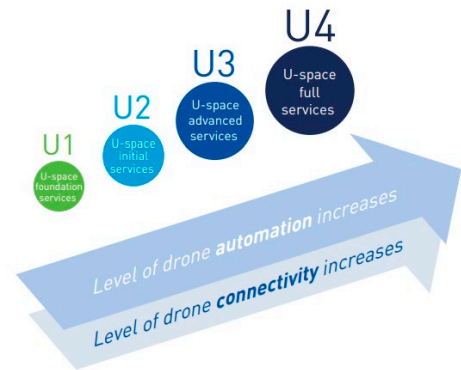 U1
U-space
foundation
services
U2
U-space
initial
services
U3
U-space
advanced
services
U4
U-space
full
services
Level of drone automation increases
Level of drone connectivity increases